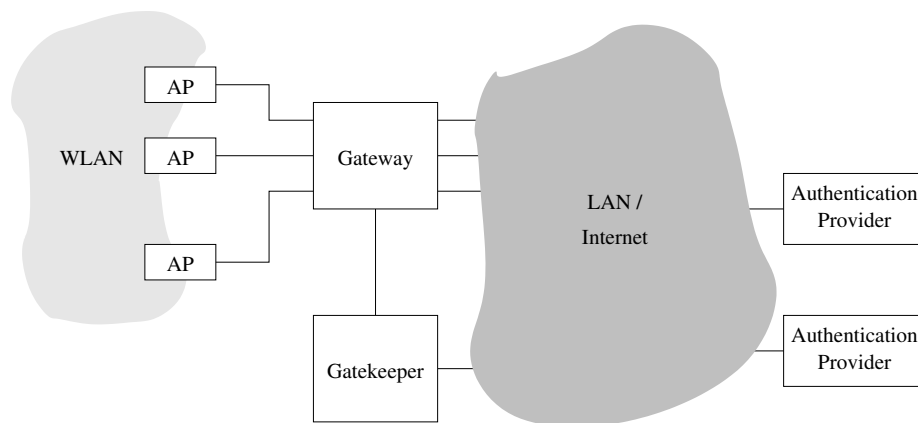 AP
WLAN
AP
AP
Gateway
Gatekeeper
LAN /
Internet
Authentication
Provider
Authentication
Provider